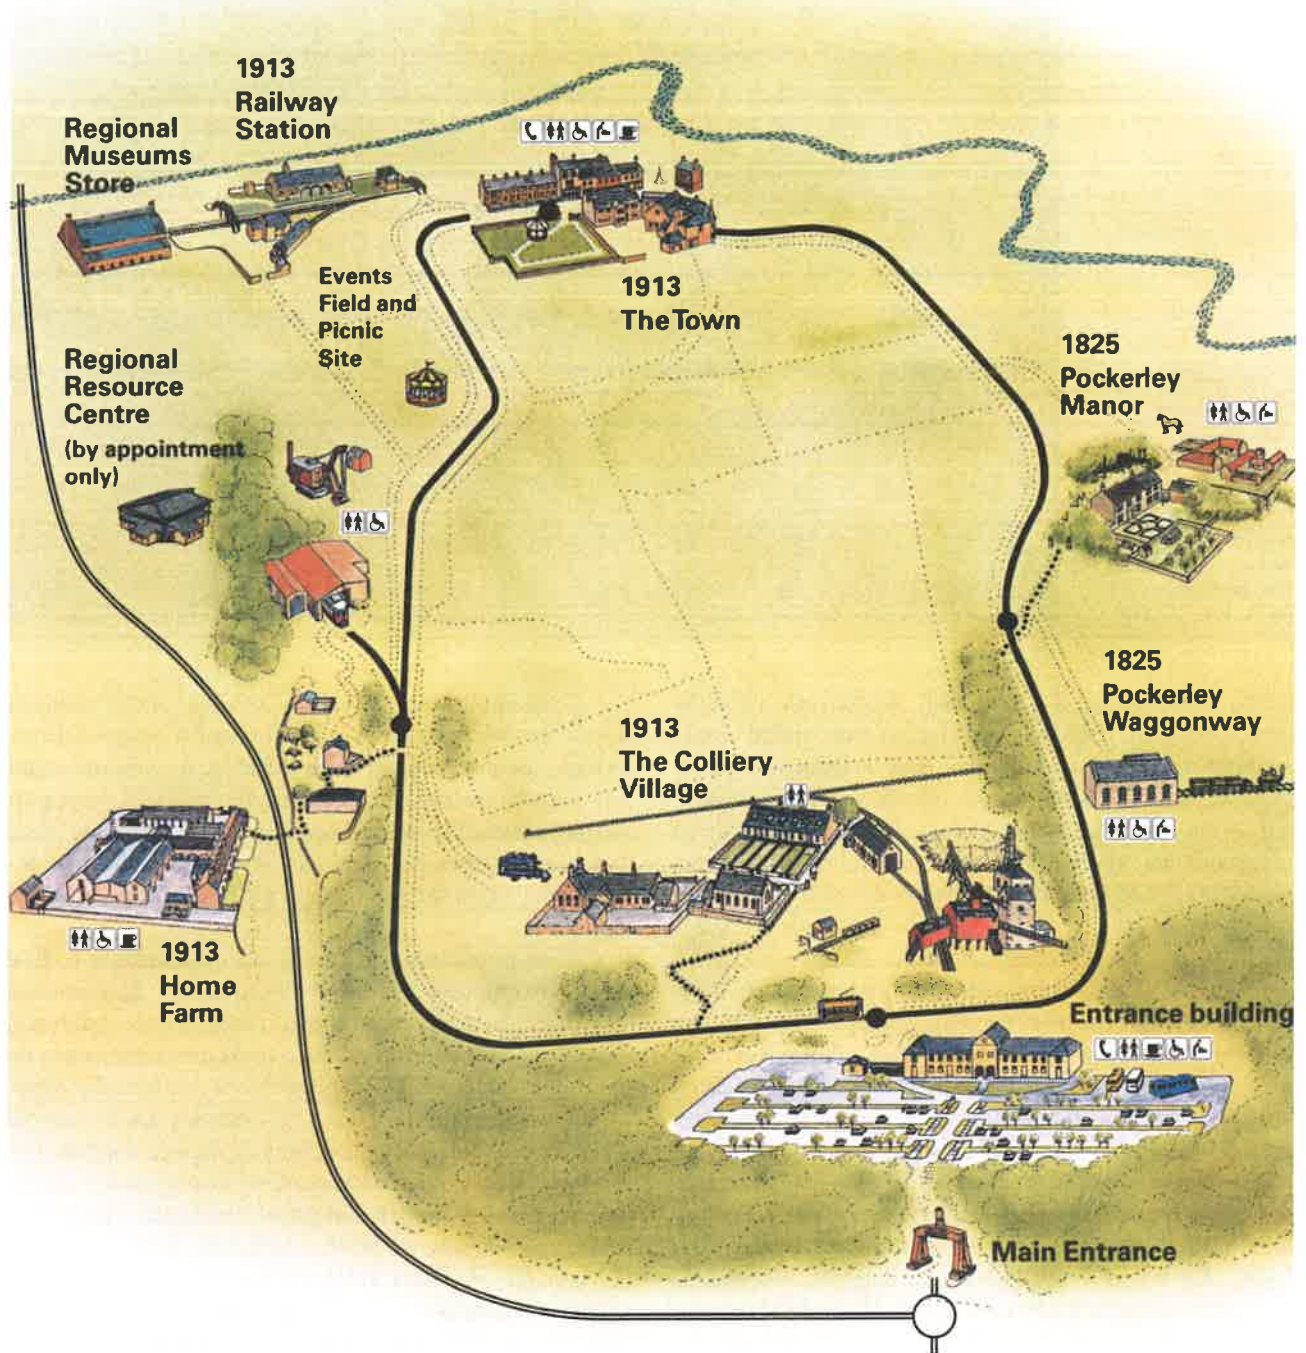 1913
Railway
Station
Regional
Museums
Store
Events
Field and
Picnic
Site
1913
The Town
Regional
Resource
Centre
(by appointment
only)
1825
Pockerley
Manor
1825
Pockerley
Waggonway
1913
The Colliery
Village
1913
Home
Farm
Entrance building
Main Entrance